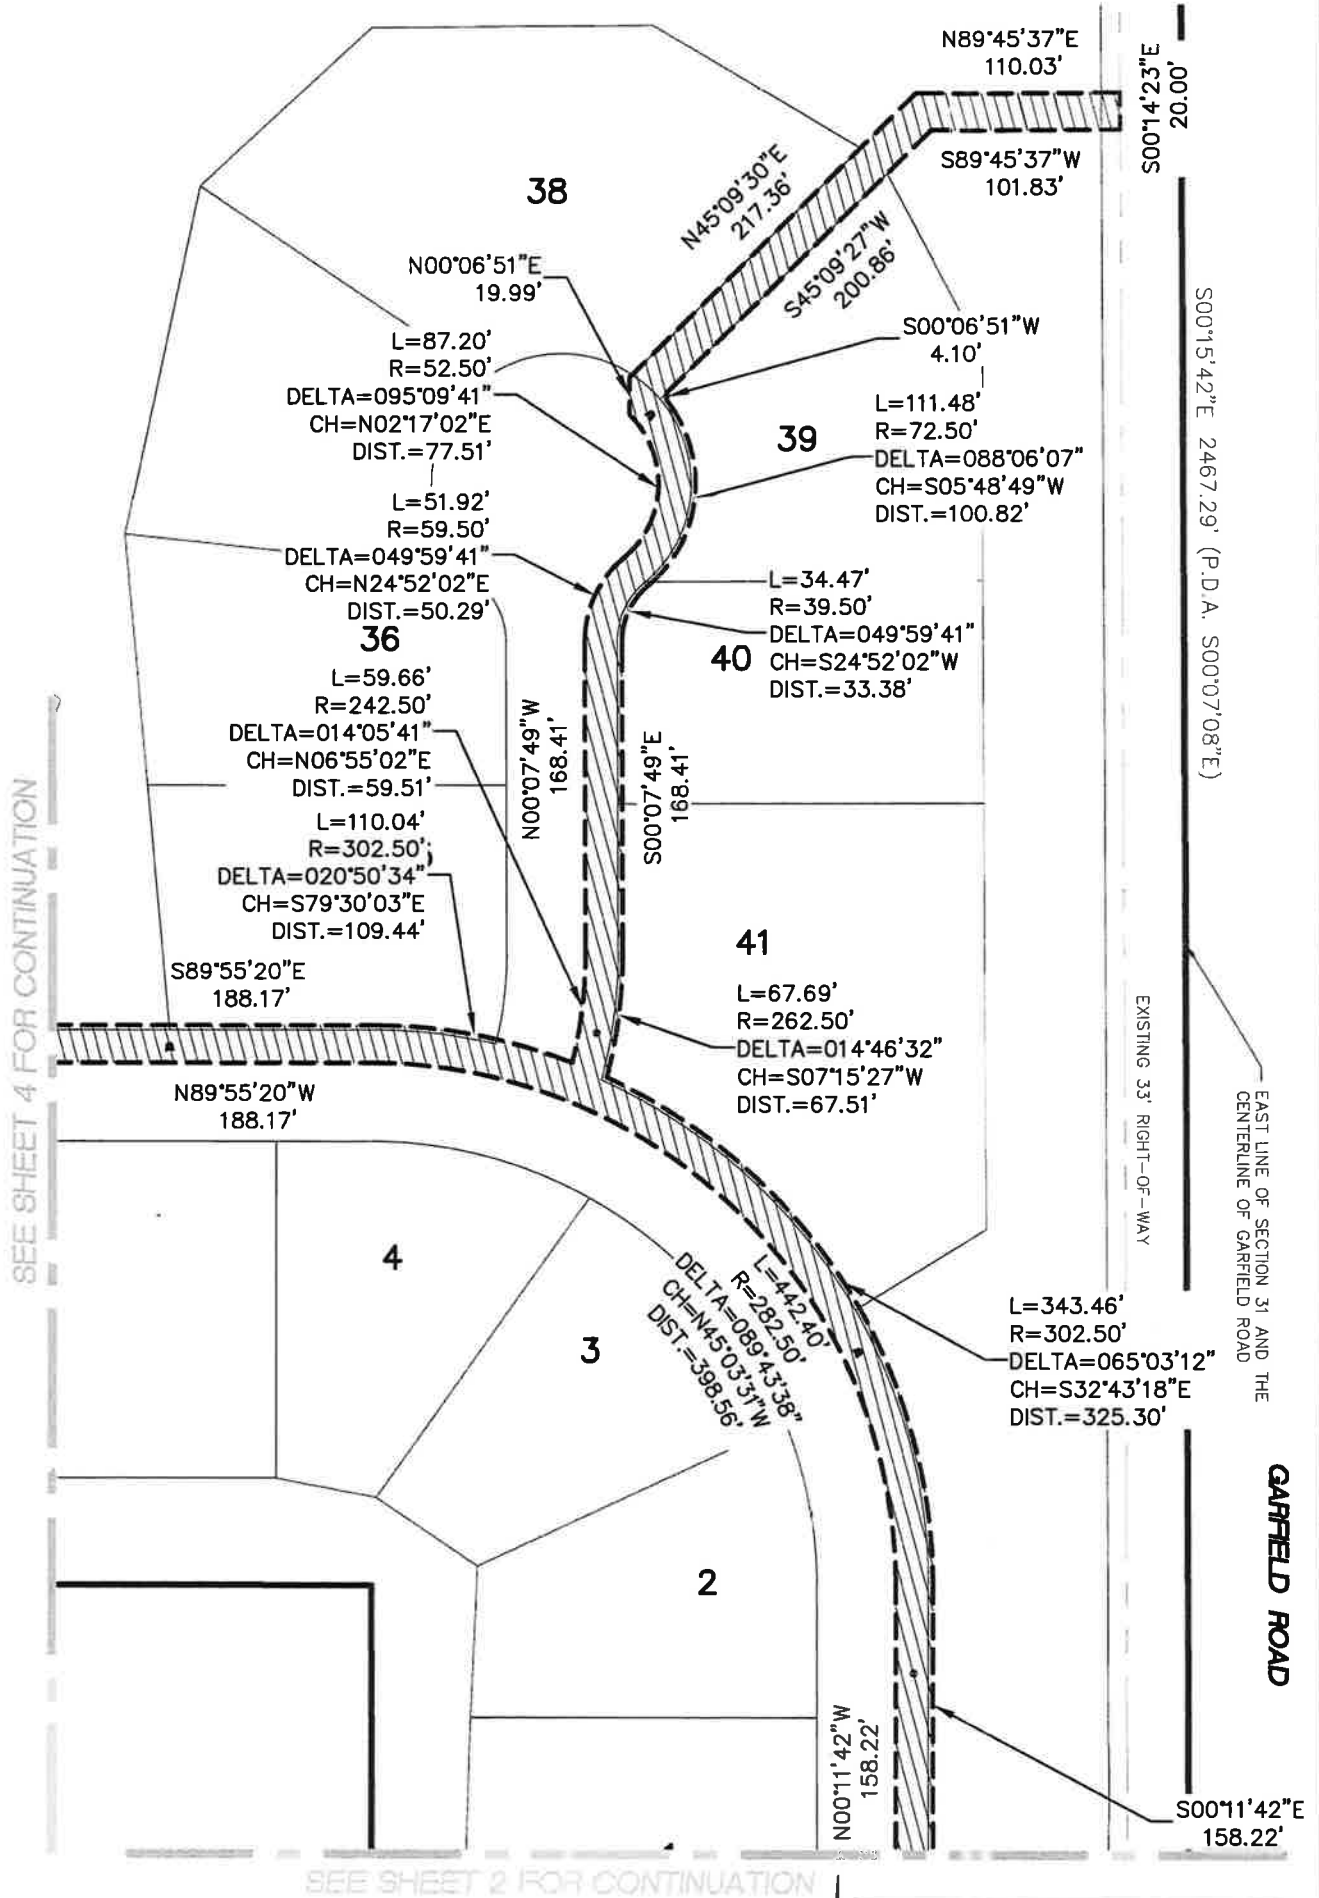 N89°45'37"E
110.03'
S00°14'23"E
20.00'
S89°45'37"W
101.83'
38
N45°09'30"E
217.36'
S45°09'27"W
200.86'
N00°06'51"E
19.99'
S00°06'51"W
4.10'
S00°15'42"E 2467.29' (P.D.A. S00°07'08"E)
L=87.20'
R=52.50'
DELTA=095°09'41"
CH=N02°17'02"E
DIST.=77.51'
39
L=111.48'
R=72.50'
DELTA=088°06'07"
CH=S05°48'49"W
DIST.=100.82'
L=51.92'
R=59.50'
DELTA=049°59'41"
CH=N24°52'02"E
DIST.=50.29'
36
L=34.47'
R=39.50'
DELTA=049°59'41"
CH=S24°52'02"W
DIST.=33.38'
40
L=59.66'
R=242.50'
DELTA=014°05'41"
CH=N06°55'02"E
DIST.=59.51'
N00°07'49"W
168.41'
S00°07'49"E
168.41'
SEE SHEET 4 FOR CONTINUATION
L=110.04'
R=302.50'
DELTA=020°50'34"
CH=S79°30'03"E
DIST.=109.44'
41
S89°55'20"E
188.17'
L=67.69'
R=262.50'
DELTA=014°46'32"
CH=S07°15'27"W
DIST.=67.51'
EXISTING 33' RIGHT-OF-WAY
EAST LINE OF SECTION 31 AND THE
CENTERLINE OF GARFIELD ROAD
N89°55'20"W
188.17'
4
3
L=442.40'
R=282.50'
DELTA=089°43'38"
CH=N45°03'31"W
DIST.=398.56'
L=343.46'
R=302.50'
DELTA=065°03'12"
CH=S32°43'18"E
DIST.=325.30'
GARFIELD ROAD
2
N00°11'42"W
158.22'
S00°11'42"E
158.22'
SEE SHEET 2 FOR CONTINUATION